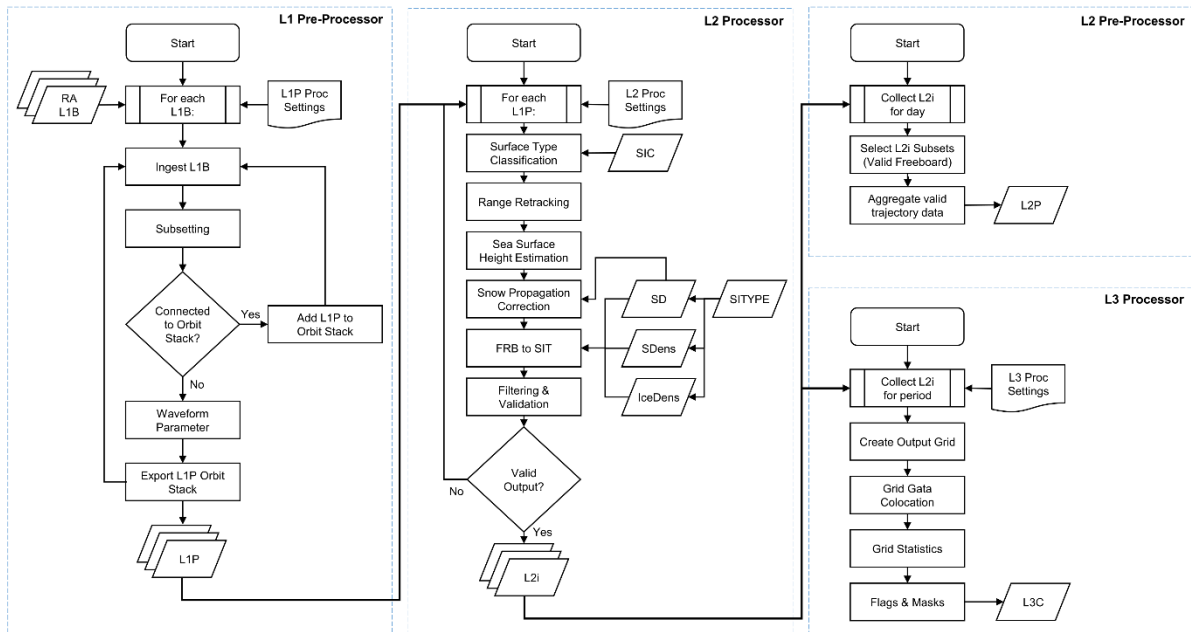 L1 Pre-Processor
Start
RA
L1B
For each
L1B:
L1P Proc
Settings
Ingest L1B
Subsetting
Connected
to Orbit
Stack?
Yes
Add L1P to
Orbit Stack
No
Waveform
Parameter
Export L1P Orbit
Stack
L1P
L2 Processor
Start
For each
L1P:
L2 Proc
Settings
Surface Type
Classification
SIC
Range Retracking
Sea Surface
Height Estimation
Snow Propagation
Correction
SD
SITYPE
FRB to SIT
SDens
Filtering &
Validation
IceDens
Valid
Output?
No
Yes
L2i
L2 Pre-Processor
Start
Collect L2i
for day
Select L2i Subsets
(Valid Freeboard)
Aggregate valid
trajectory data
L2P
L3 Processor
Start
Collect L2i
for period
L3 Proc
Settings
Create Output Grid
Grid Gata
Colocation
Grid Statistics
Flags & Masks
L3C